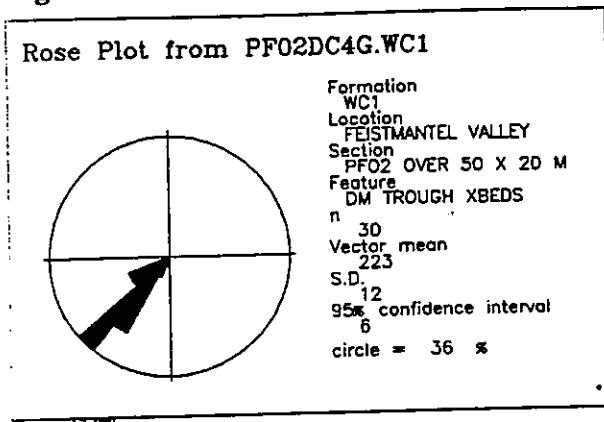 Rose Plot from PF02DC4G.WC1
Formation
WC1
Location
FEISTMANTEL VALLEY
Section
PF02 OVER 50 X 20 M
Feature
DM TROUGH XBEDS
n
30
Vector mean
223
S.D.
12
95% confidence interval
6
circle = 36 %